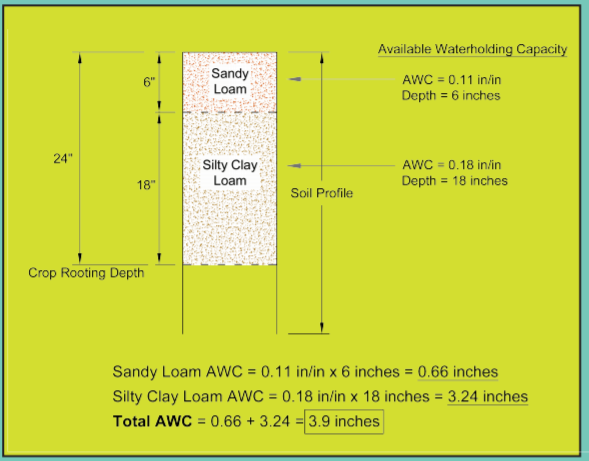 Available Waterholding Capacity
6"
Sandy
Loam
AWC = 0.11 in/in
Depth = 6 inches
24"
18"
Silty Clay
Loam
AWC = 0.18 in/in
Depth = 18 inches
Soil Profile
Crop Rooting Depth
Sandy Loam AWC = 0.11 in/in x 6 inches = 0.66 inches
Silty Clay Loam AWC = 0.18 in/in x 18 inches = 3.24 inches
Total AWC = 0.66 + 3.24 = 3.9 inches